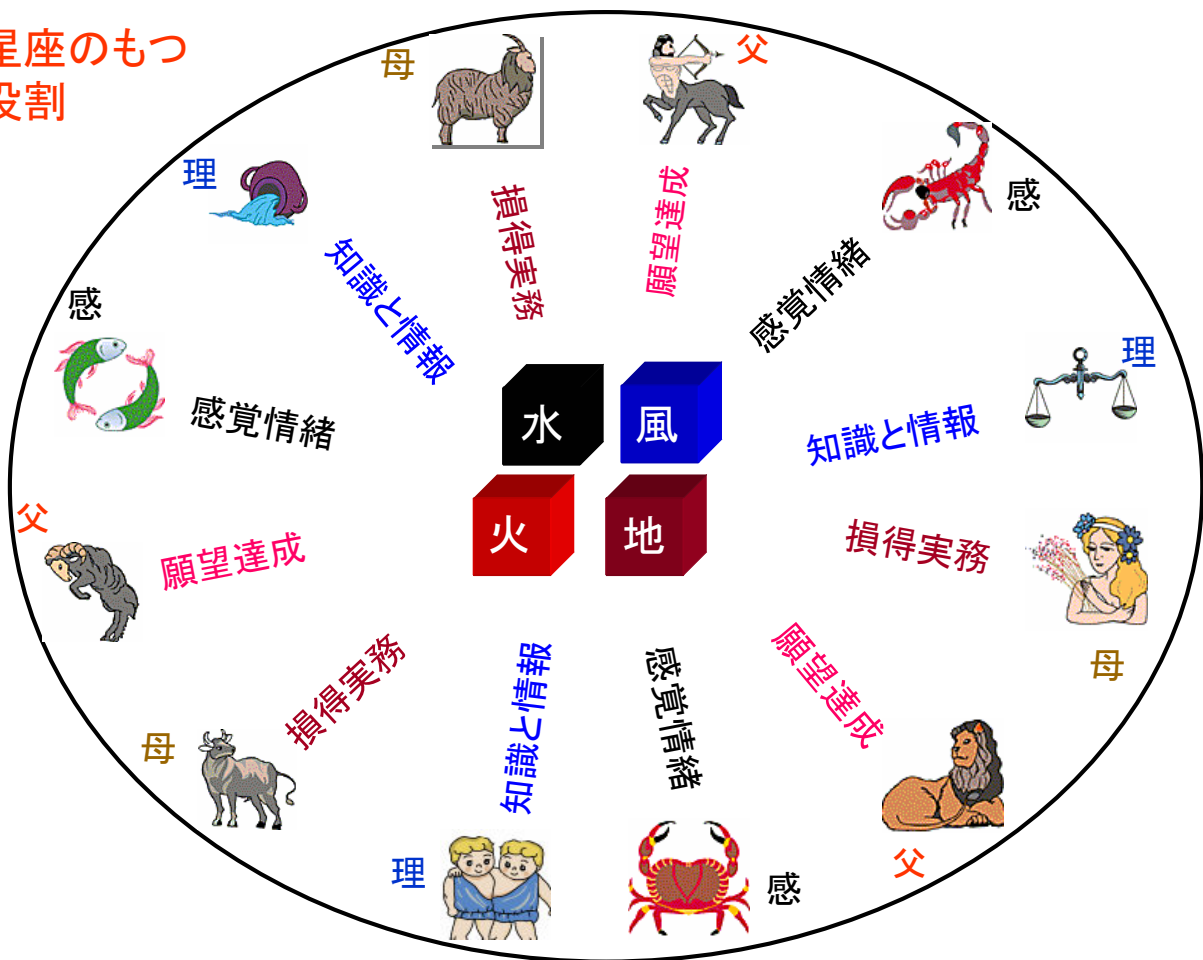 星座のもつ
役割
母
父
理
感
損得実務
願望達成
知識と情報
感覚情緒
感
理
感覚情緒
知識と情報
水
風
火
地
父
願望達成
損得実務
母
母
損得実務
知識と情報
感覚情緒
願望達成
理
感
父